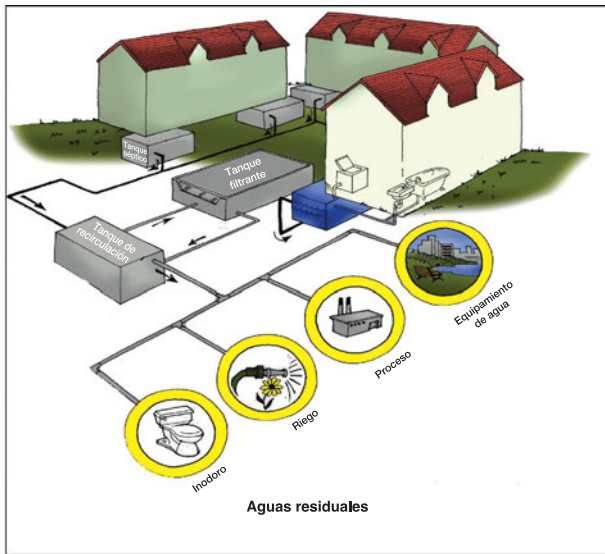 Tanque
séptico
Tanque
filtrante
Tanque de
recirculación
Equipamiento
de agua
Proceso
Riego
Inodoro
Aguas residuales